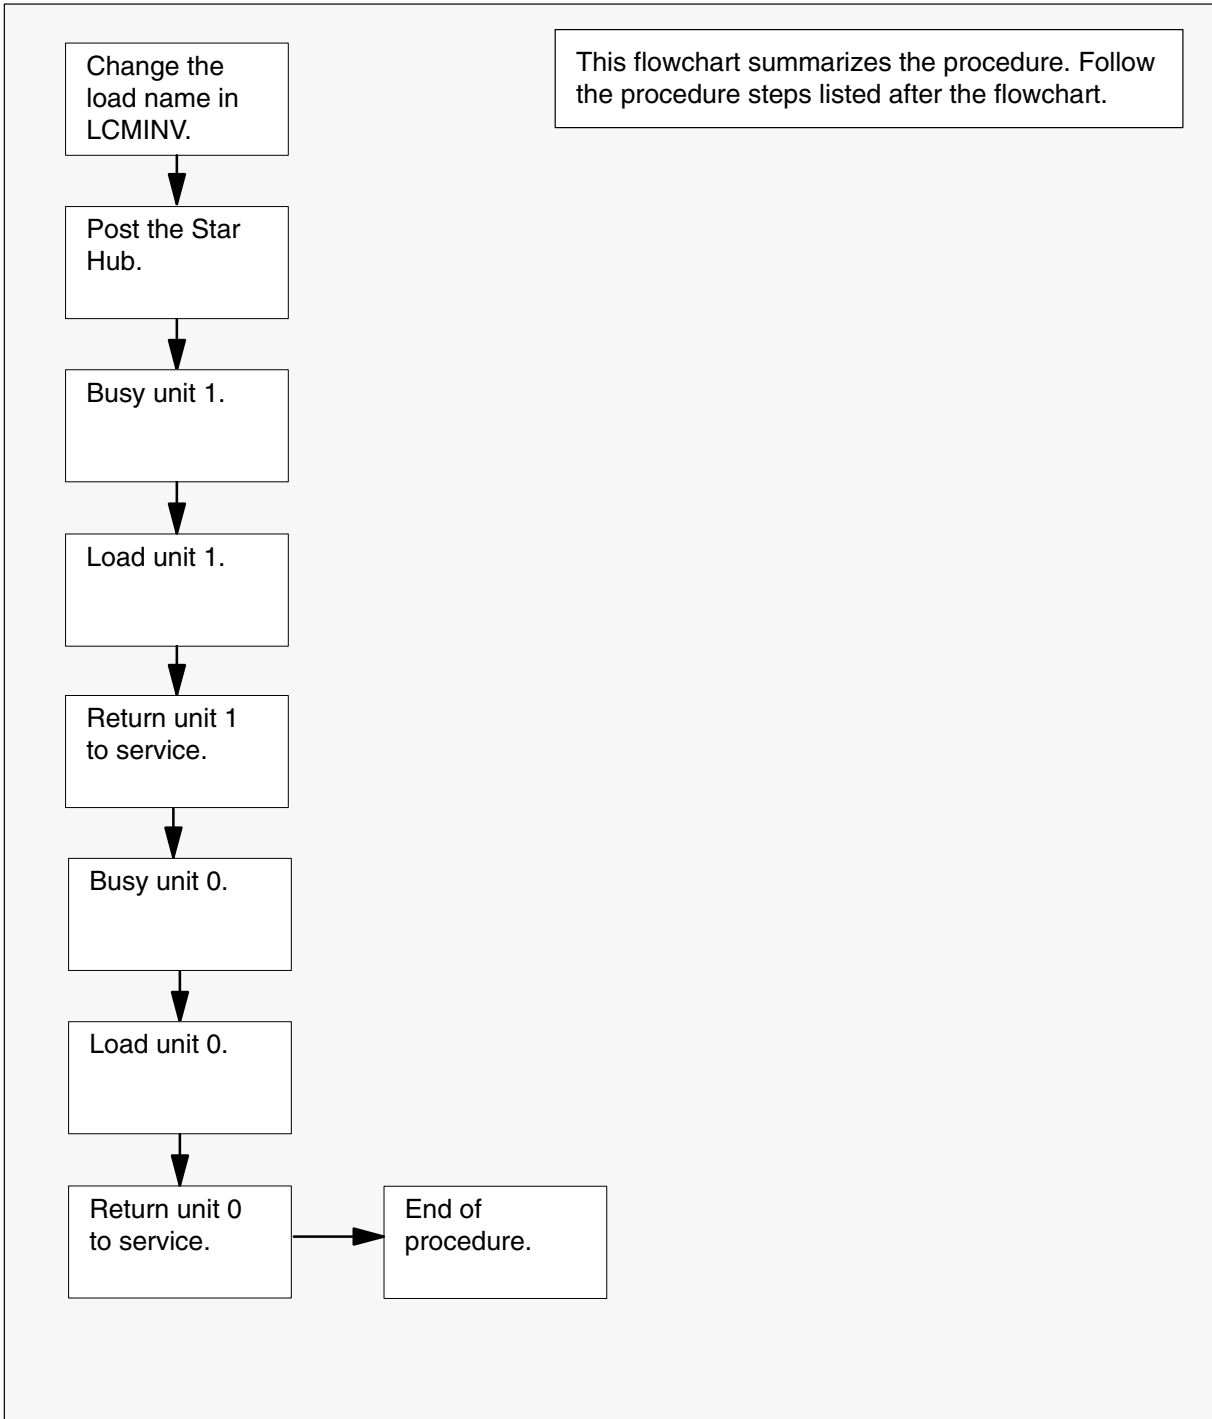 Change the
load name in
LCMINV.
This flowchart summarizes the procedure. Follow
the procedure steps listed after the flowchart.
Post the Star
Hub.
Busy unit 1.
Load unit 1.
Return unit 1
to service.
Busy unit 0.
Load unit 0.
Return unit 0
to service.
End of
procedure.